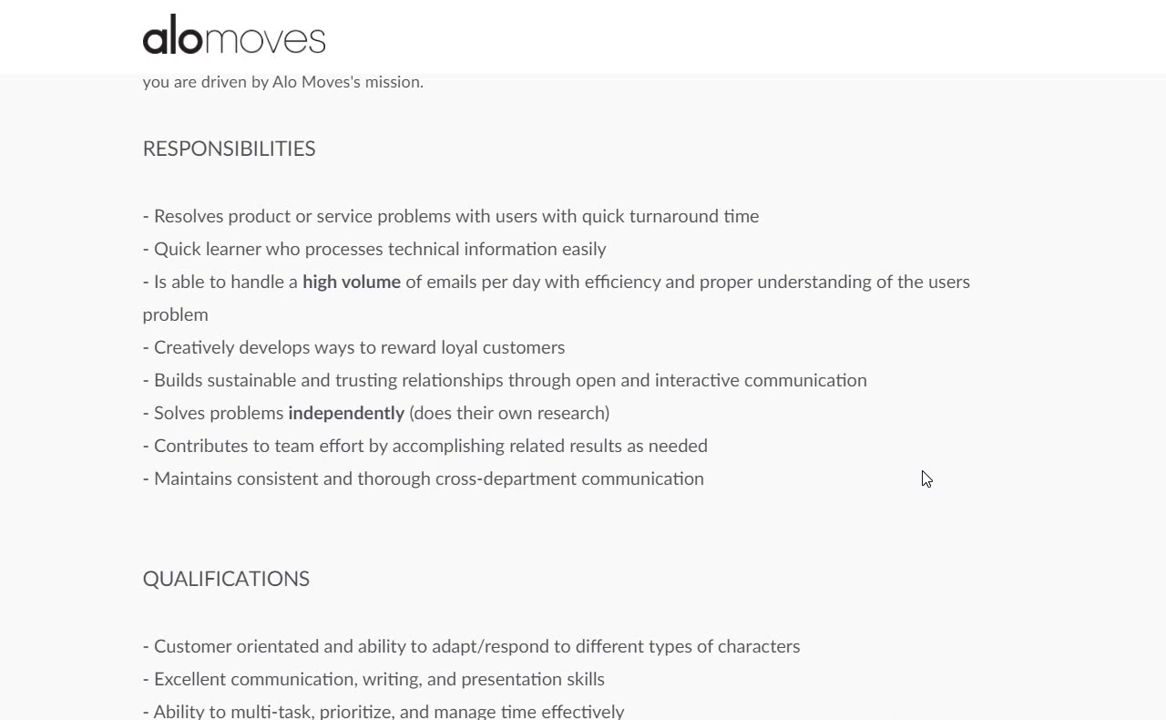 alomoves
you are driven by Alo Moves's mission.
RESPONSIBILITIES
- Resolves product or service problems with users with quick turnaround time
- Quick learner who processes technical information easily
- Is able to handle a high volume of emails per day with efficiency and proper understanding of the users
problem
- Creatively develops ways to reward loyal customers
- Builds sustainable and trusting relationships through open and interactive communication
- Solves problems independently (does their own research)
- Contributes to team effort by accomplishing related results as needed
- Maintains consistent and thorough cross-department communication
QUALIFICATIONS
- Customer orientated and ability to adapt/respond to different types of characters
- Excellent communication, writing, and presentation skills
- Ability to multi-task, prioritize, and manage time effectively